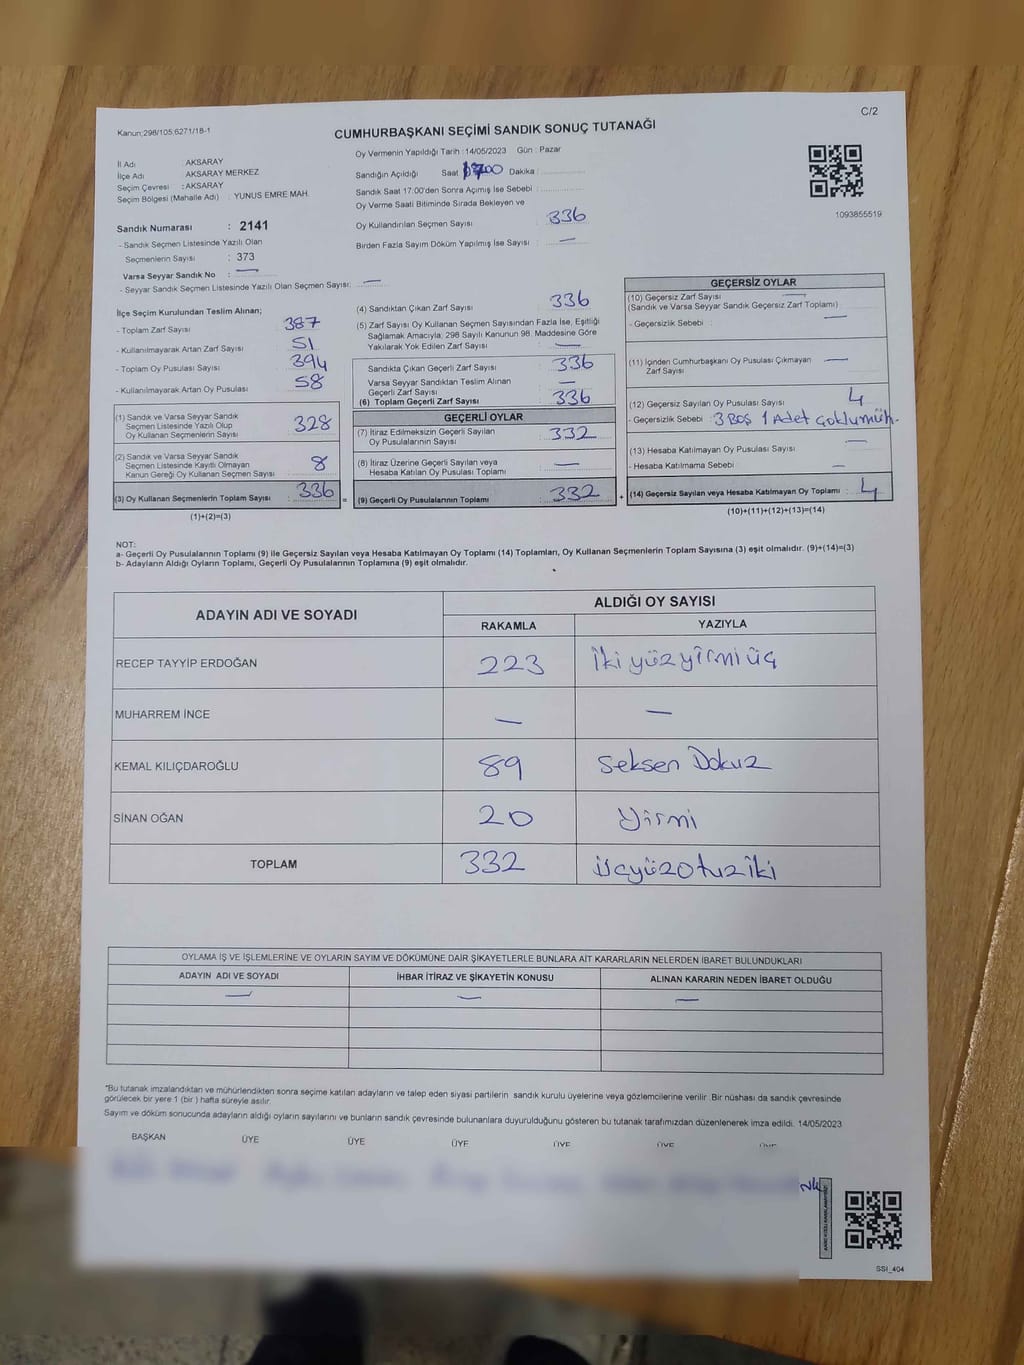 C/2
Kanun:298/105;6271/18-1
CUMHURBAŞKANI SEÇİMİ SANDIK SONUÇ TUTANAĞI
İl Adı AKSARAY
İlçe Adı AKSARAY MERKEZ
Seçim Çevresi : AKSARAY
Seçim Bölgesi (Mahalle Adı) : YUNUS EMRE MAH.
Sandık Numarası : 2141
- Sandık Seçmen Listesinde Yazılı Olan
Seçmenlerin Sayısı : 373
Varsa Seyyar Sandık No : —
- Seyyar Sandık Seçmen Listesinde Yazılı Olan Seçmen Sayısı: —
Oy Vermenin Yapıldığı Tarih : 14/05/2023 Gün : Pazar
Sandığın Açıldığı Saat 1700 Dakika :
Sandık Saat 17:00'den Sonra Açımış İse Sebebi :
Oy Verme Saati Bitiminde Sırada Bekleyen ve
Oy Kullandırılan Seçmen Sayısı : 336
Birden Fazla Sayım Döküm Yapılmış İse Sayısı : —
1093855519
İlçe Seçim Kurulundan Teslim Alınan;
- Toplam Zarf Sayısı : 387
- Kullanılmayarak Artan Zarf Sayısı : 51
- Toplam Oy Pusulası Sayısı : 394
- Kullanılmayarak Artan Oy Pusulası : 58
(1) Sandık ve Varsa Seyyar Sandık
Seçmen Listesinde Yazılı Olup
Oy Kullanan Seçmenlerin Sayısı : 328
(2) Sandık ve Varsa Seyyar Sandık
Seçmen Listesinde Kayıtlı Olmayan
Kanun Gereği Oy Kullanan Seçmen Sayısı : 8
(3) Oy Kullanan Seçmenlerin Toplam Sayısı : 336 =
(1)+(2)=(3)
(4) Sandıktan Çıkan Zarf Sayısı : 336
(5) Zarf Sayısı Oy Kullanan Seçmen Sayısından Fazla İse, Eşitliği
Sağlamak Amacıyla; 298 Sayılı Kanunun 98. Maddesine Göre
Yakılarak Yok Edilen Zarf Sayısı : —
Sandıkta Çıkan Geçerli Zarf Sayısı : 336
Varsa Seyyar Sandıktan Teslim Alınan
Geçerli Zarf Sayısı : —
(6) Toplam Geçerli Zarf Sayısı : 336
GEÇERLİ OYLAR
(7) İtiraz Edilmeksizin Geçerli Sayılan
Oy Pusulalarının Sayısı : 332
(8) İtiraz Üzerine Geçerli Sayılan veya
Hesaba Katılan Oy Pusulası Toplamı : —
(9) Geçerli Oy Pusulalarının Toplamı : 332 +
GEÇERSİZ OYLAR
(10) Geçersiz Zarf Sayısı : —
(Sandık ve Varsa Seyyar Sandık Geçersiz Zarf Toplamı)
- Geçersizlik Sebebi : —
(11) İçinden Cumhurbaşkanı Oy Pusulası Çıkmayan
Zarf Sayısı : —
(12) Geçersiz Sayılan Oy Pusulası Sayısı : 4
- Geçersizlik Sebebi : 3 Boş 1 Adet Çoklumüh.
(13) Hesaba Katılmayan Oy Pusulası Sayısı : —
- Hesaba Katılmama Sebebi : —
(14) Geçersiz Sayılan veya Hesaba Katılmayan Oy Toplamı : 4
(10)+(11)+(12)+(13)=(14)
NOT:
a- Geçerli Oy Pusulalarının Toplamı (9) ile Geçersiz Sayılan veya Hesaba Katılmayan Oy Toplamı (14) Toplamları, Oy Kullanan Seçmenlerin Toplam Sayısına (3) eşit olmalıdır. (9)+(14)=(3)
b- Adayların Aldığı Oyların Toplamı, Geçerli Oy Pusulalarının Toplamına (9) eşit olmalıdır.
ADAYIN ADI VE SOYADI ALDIĞI OY SAYISI
RAKAMLA YAZIYLA
RECEP TAYYİP ERDOĞAN 223 ikiyüzyirmiüç
MUHARREM İNCE — —
KEMAL KILIÇDAROĞLU 89 Seksen Dokuz
SİNAN OĞAN 20 Yirmi
TOPLAM 332 üçyüzotuziki
OYLAMA İŞ VE İŞLEMLERİNE VE OYLARIN SAYIM VE DÖKÜMÜNE DAİR ŞİKAYETLERLE BUNLARA AİT KARARLARIN NELERDEN İBARET BULUNDUKLARI
ADAYIN ADI VE SOYADI İHBAR İTİRAZ VE ŞİKAYETİN KONUSU ALINAN KARARIN NEDEN İBARET OLDUĞU
— — —
*Bu tutanak imzalandıktan ve mühürlendikten sonra seçime katılan adayların ve talep eden siyasi partilerin sandık kurulu üyelerine veya gözlemcilerine verilir. Bir nüshası da sandık çevresinde
görülecek bir yere 1 (bir ) hafta süreyle asılır.
Sayım ve döküm sonucunda adayların aldığı oyların sayılarını ve bunların sandık çevresinde bulunanlara duyurulduğunu gösteren bu tutanak tarafımızdan düzenlenerek imza edildi. 14/05/2023
BAŞKAN ÜYE ÜYE ÜYE ÜYE ÜYE ÜYE
SSI_404